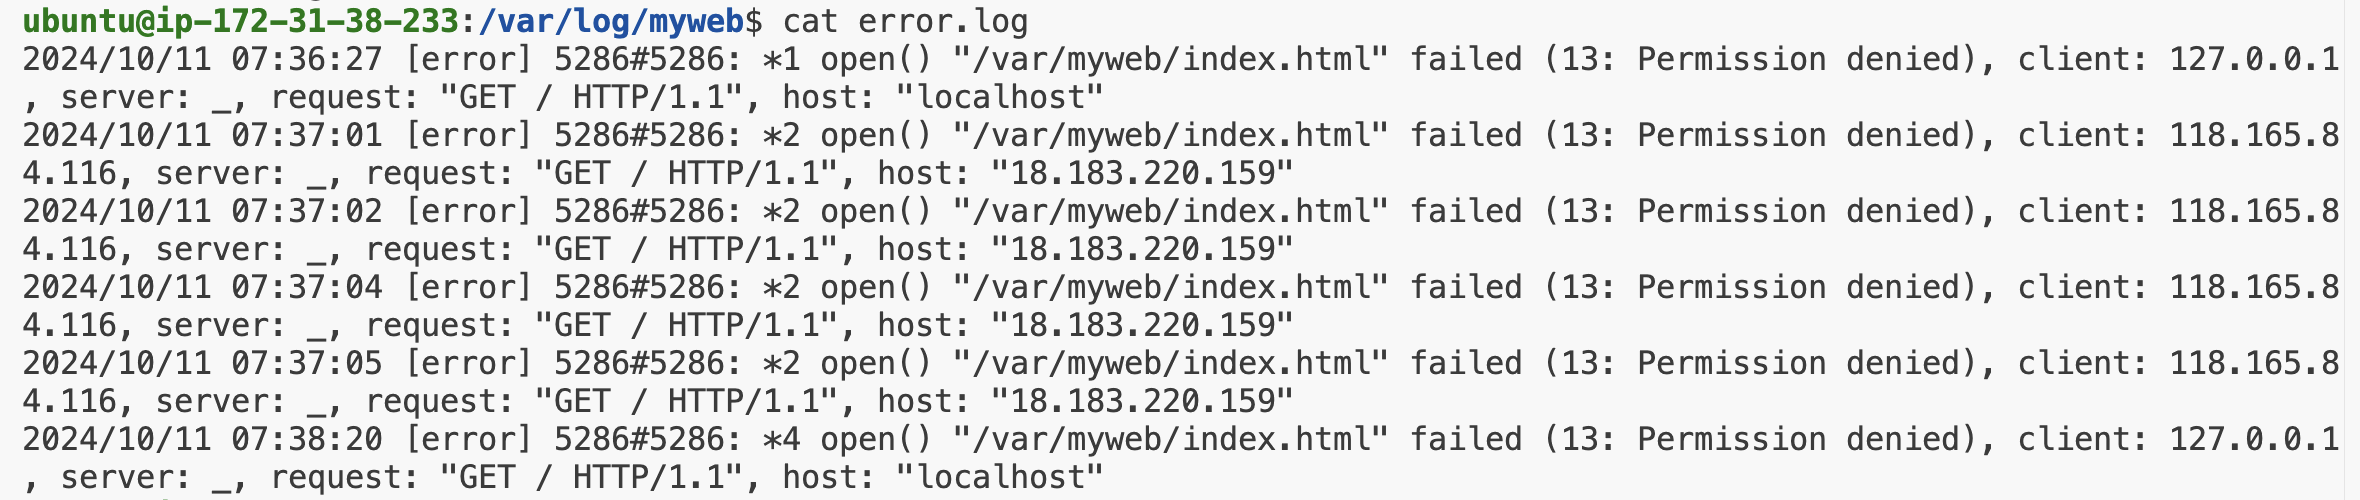 ubuntu@ip-172-31-38-233:/var/log/myweb$ cat error.log
2024/10/11 07:36:27 [error] 5286#5286: *1 open() "/var/myweb/index.html" failed (13: Permission denied), client: 127.0.0.1
, server: _, request: "GET / HTTP/1.1", host: "localhost"
2024/10/11 07:37:01 [error] 5286#5286: *2 open() "/var/myweb/index.html" failed (13: Permission denied), client: 118.165.8
4.116, server: _, request: "GET / HTTP/1.1", host: "18.183.220.159"
2024/10/11 07:37:02 [error] 5286#5286: *2 open() "/var/myweb/index.html" failed (13: Permission denied), client: 118.165.8
4.116, server: _, request: "GET / HTTP/1.1", host: "18.183.220.159"
2024/10/11 07:37:04 [error] 5286#5286: *2 open() "/var/myweb/index.html" failed (13: Permission denied), client: 118.165.8
4.116, server: _, request: "GET / HTTP/1.1", host: "18.183.220.159"
2024/10/11 07:37:05 [error] 5286#5286: *2 open() "/var/myweb/index.html" failed (13: Permission denied), client: 118.165.8
4.116, server: _, request: "GET / HTTP/1.1", host: "18.183.220.159"
2024/10/11 07:38:20 [error] 5286#5286: *4 open() "/var/myweb/index.html" failed (13: Permission denied), client: 127.0.0.1
, server: _, request: "GET / HTTP/1.1", host: "localhost"